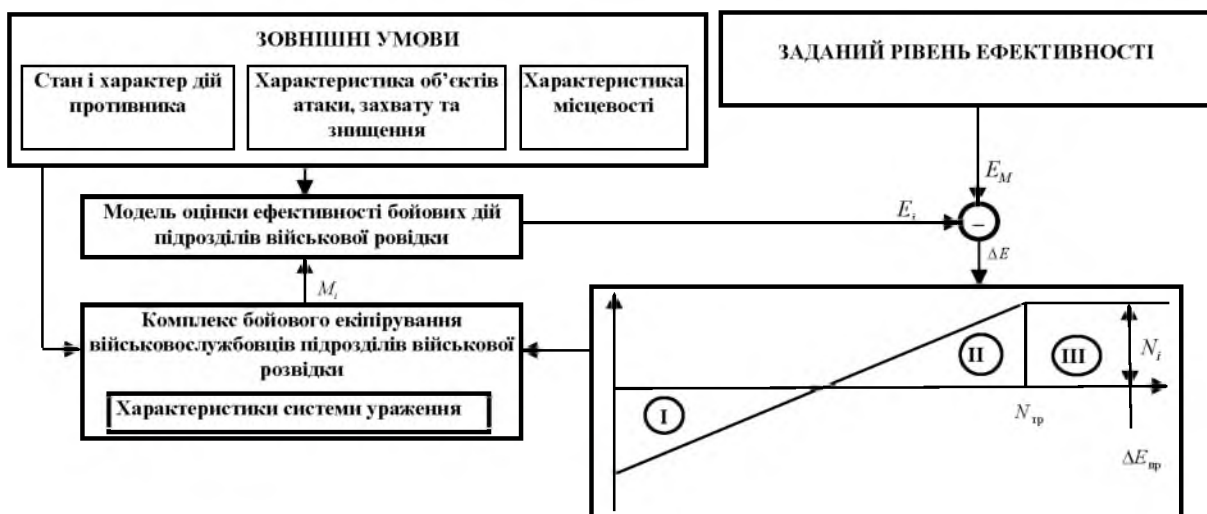 ЗОВНІШНІ УМОВИ
Стан і характер дій
противника
Характеристика об’єктів
атаки, захвату та
знищення
Характеристика
місцевості
ЗАДАНИЙ РІВЕНЬ ЕФЕКТИВНОСТІ
E_M
Модель оцінки ефективності бойових дій
підрозділів військової ровідки
E_i
–
ΔE
M_i
Комплекс бойового екіпірування
військовослужбовців підрозділів військової
розвідки
Характеристики системи ураження
I
II
III
N_i
N_тр
ΔE_пр